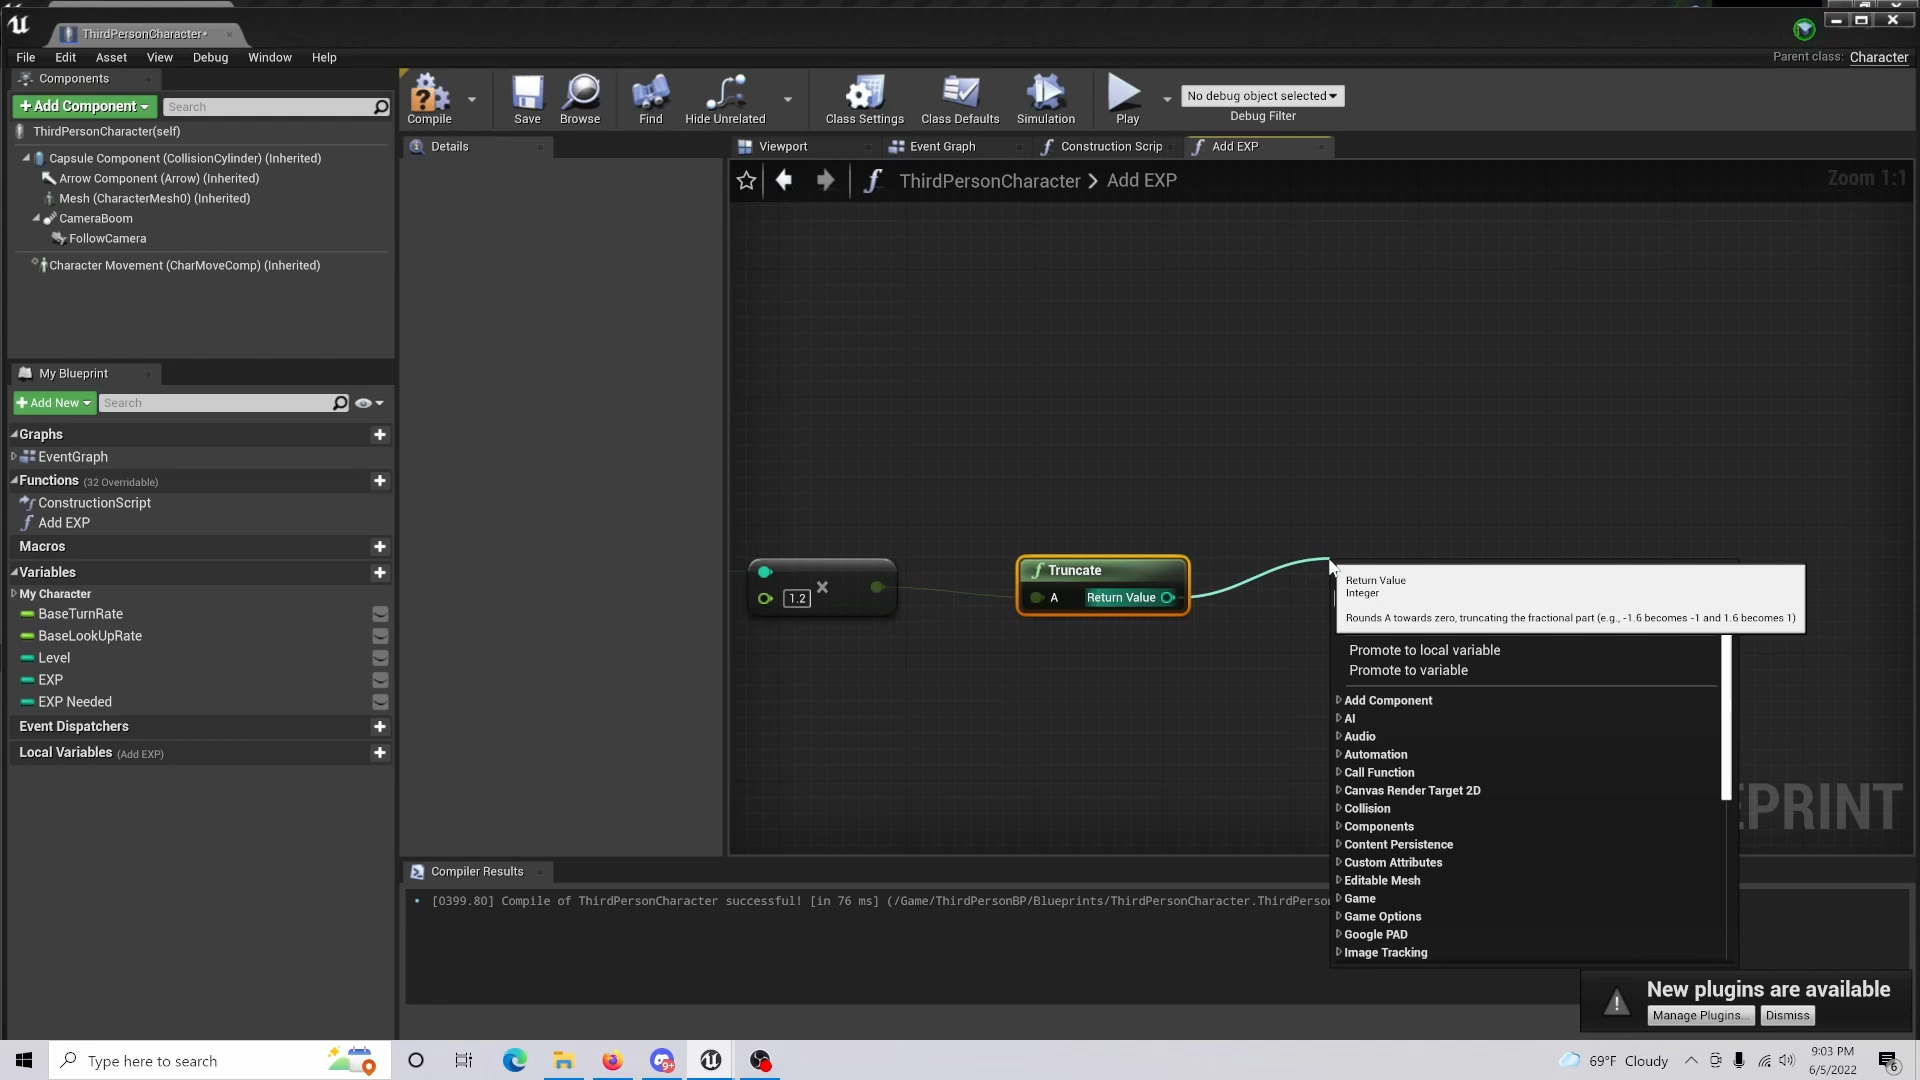 ThirdPersonCharacter*
File Edit Asset View Debug Window Help
Parent class: Character
Components
+Add Component Search
ThirdPersonCharacter(self)
Capsule Component (CollisionCylinder) (Inherited)
Arrow Component (Arrow) (Inherited)
Mesh (CharacterMesh0) (Inherited)
CameraBoom
FollowCamera
Character Movement (CharMoveComp) (Inherited)
Compile Save Browse Find Hide Unrelated Class Settings Class Defaults Simulation Play
No debug object selected
Debug Filter
Details
Viewport Event Graph Construction Scrip Add EXP
ThirdPersonCharacter > Add EXP
Zoom 1:1
My Blueprint
+Add New Search
Graphs
EventGraph
Functions (32 Overridable)
ConstructionScript
Add EXP
Macros
Variables
My Character
BaseTurnRate
BaseLookUpRate
Level
EXP
EXP Needed
Event Dispatchers
Local Variables (Add EXP)
1.2
Truncate
A Return Value
Return Value
Integer
Rounds A towards zero, truncating the fractional part (e.g., -1.6 becomes -1 and 1.6 becomes 1)
Promote to local variable
Promote to variable
Add Component
AI
Audio
Automation
Call Function
Canvas Render Target 2D
Collision
Components
Content Persistence
Custom Attributes
Editable Mesh
Game
Game Options
Google PAD
Image Tracking
EPRINT
Compiler Results
[0399.80] Compile of ThirdPersonCharacter successful! [in 76 ms] (/Game/ThirdPersonBP/Blueprints/ThirdPersonCharacter.ThirdPerson
New plugins are available
Manage Plugins... Dismiss
Type here to search
9+
69°F Cloudy
9:03 PM
6/5/2022
6